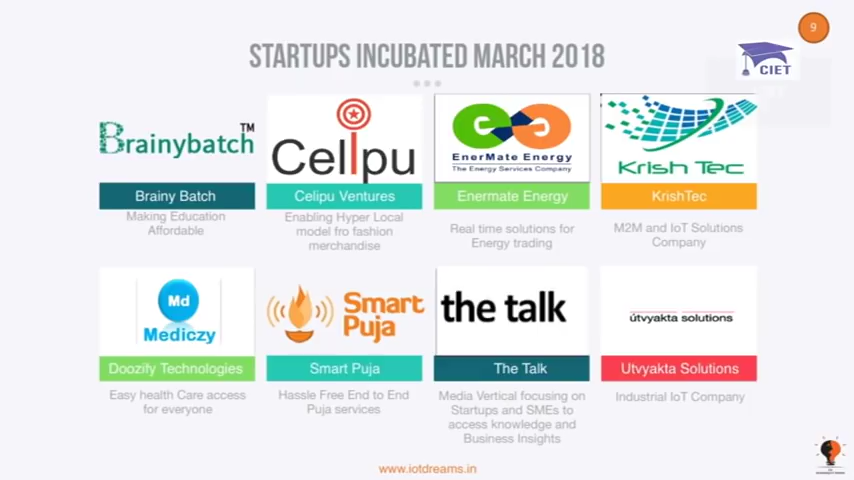 9
STARTUPS INCUBATED MARCH 2018
CIET
Brainybatch™
Celipu
EnerMate Energy
The Energy Services Company
Krish Tec
Brainy Batch
Celipu Ventures
Enermate Energy
KrishTec
Making Education
Affordable
Enabling Hyper Local
model fro fashion
merchandise
Real time solutions for
Energy trading
M2M and IoT Solutions
Company
Md
Mediczy
Smart
Puja
the talk
útvyakta solutions
Doozify Technologies
Smart Puja
The Talk
Utvyakta Solutions
Easy health Care access
for everyone
Hassle Free End to End
Puja services
Media Vertical focusing on
Startups and SMEs to
access knowledge and
Business Insights
Industrial IoT Company
www.iotdreams.in